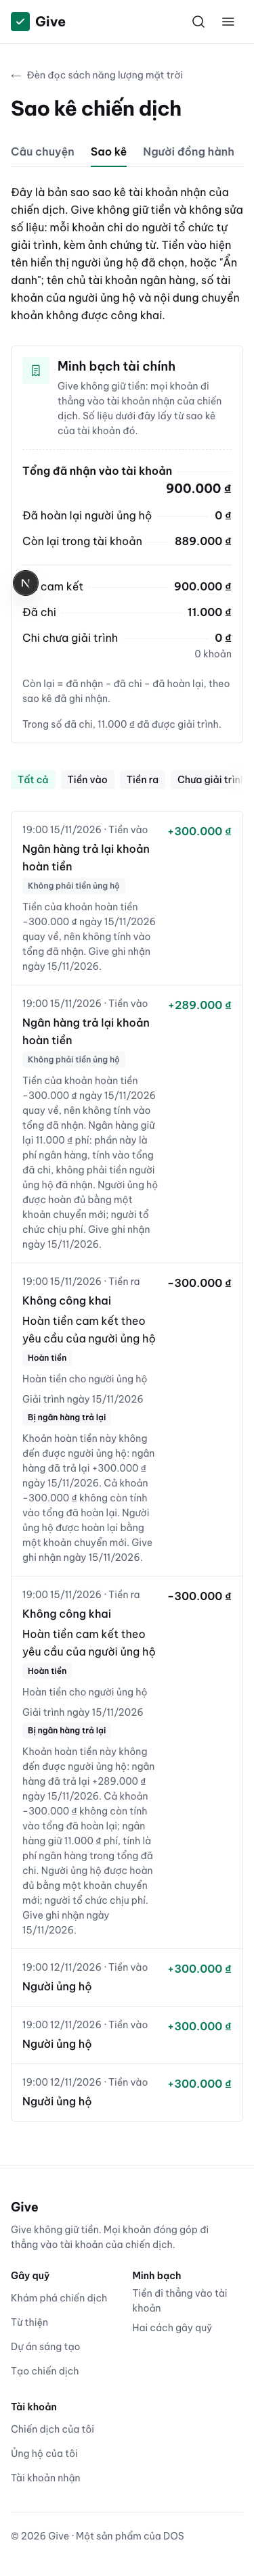 Give
← Đèn đọc sách năng lượng mặt trời
Sao kê chiến dịch
Câu chuyện Sao kê Người đồng hành
Đây là bản sao sao kê tài khoản nhận của
chiến dịch. Give không giữ tiền và không sửa
số liệu: mỗi khoản chi do người tổ chức tự
giải trình, kèm ảnh chứng từ. Tiền vào hiện
tên hiển thị người ủng hộ đã chọn, hoặc "Ẩn
danh"; tên chủ tài khoản ngân hàng, số tài
khoản của người ủng hộ và nội dung chuyển
khoản không được công khai.
Minh bạch tài chính
Give không giữ tiền: mọi khoản đi
thẳng vào tài khoản nhận của chiến
dịch. Số liệu dưới đây lấy từ sao kê
của tài khoản đó.
Tổng đã nhận vào tài khoản
900.000 ₫
Đã hoàn lại người ủng hộ 0 ₫
Còn lại trong tài khoản 889.000 ₫
N cam kết 900.000 ₫
Đã chi 11.000 ₫
Chi chưa giải trình 0 ₫
0 khoản
Còn lại = đã nhận − đã chi − đã hoàn lại, theo
sao kê đã ghi nhận.
Trong số đã chi, 11.000 ₫ đã được giải trình.
Tất cả Tiền vào Tiền ra Chưa giải trình
19:00 15/11/2026 · Tiền vào +300.000 ₫
Ngân hàng trả lại khoản
hoàn tiền
Không phải tiền ủng hộ
Tiền của khoản hoàn tiền
−300.000 ₫ ngày 15/11/2026
quay về, nên không tính vào
tổng đã nhận. Give ghi nhận
ngày 15/11/2026.
19:00 15/11/2026 · Tiền vào +289.000 ₫
Ngân hàng trả lại khoản
hoàn tiền
Không phải tiền ủng hộ
Tiền của khoản hoàn tiền
−300.000 ₫ ngày 15/11/2026
quay về, nên không tính vào
tổng đã nhận. Ngân hàng giữ
lại 11.000 ₫ phí: phần này là
phí ngân hàng, tính vào tổng
đã chi, không phải tiền người
ủng hộ đã nhận. Người ủng hộ
được hoàn đủ bằng một
khoản chuyển mới; người tổ
chức chịu phí. Give ghi nhận
ngày 15/11/2026.
19:00 15/11/2026 · Tiền ra −300.000 ₫
Không công khai
Hoàn tiền cam kết theo
yêu cầu của người ủng hộ
Hoàn tiền
Hoàn tiền cho người ủng hộ
Giải trình ngày 15/11/2026
Bị ngân hàng trả lại
Khoản hoàn tiền này không
đến được người ủng hộ: ngân
hàng đã trả lại +300.000 ₫
ngày 15/11/2026. Cả khoản
−300.000 ₫ không còn tính
vào tổng đã hoàn lại. Người
ủng hộ được hoàn lại bằng
một khoản chuyển mới. Give
ghi nhận ngày 15/11/2026.
19:00 15/11/2026 · Tiền ra −300.000 ₫
Không công khai
Hoàn tiền cam kết theo
yêu cầu của người ủng hộ
Hoàn tiền
Hoàn tiền cho người ủng hộ
Giải trình ngày 15/11/2026
Bị ngân hàng trả lại
Khoản hoàn tiền này không
đến được người ủng hộ: ngân
hàng đã trả lại +289.000 ₫
ngày 15/11/2026. Cả khoản
−300.000 ₫ không còn tính
vào tổng đã hoàn lại; ngân
hàng giữ 11.000 ₫ phí, tính là
phí ngân hàng trong tổng đã
chi. Người ủng hộ được hoàn
đủ bằng một khoản chuyển
mới; người tổ chức chịu phí.
Give ghi nhận ngày
15/11/2026.
19:00 12/11/2026 · Tiền vào +300.000 ₫
Người ủng hộ
19:00 12/11/2026 · Tiền vào +300.000 ₫
Người ủng hộ
19:00 12/11/2026 · Tiền vào +300.000 ₫
Người ủng hộ
Give
Give không giữ tiền. Mọi khoản đóng góp đi
thẳng vào tài khoản của chiến dịch.
Gây quỹ
Khám phá chiến dịch
Từ thiện
Dự án sáng tạo
Tạo chiến dịch
Minh bạch
Tiền đi thẳng vào tài
khoản
Hai cách gây quỹ
Tài khoản
Chiến dịch của tôi
Ủng hộ của tôi
Tài khoản nhận
© 2026 Give · Một sản phẩm của DOS